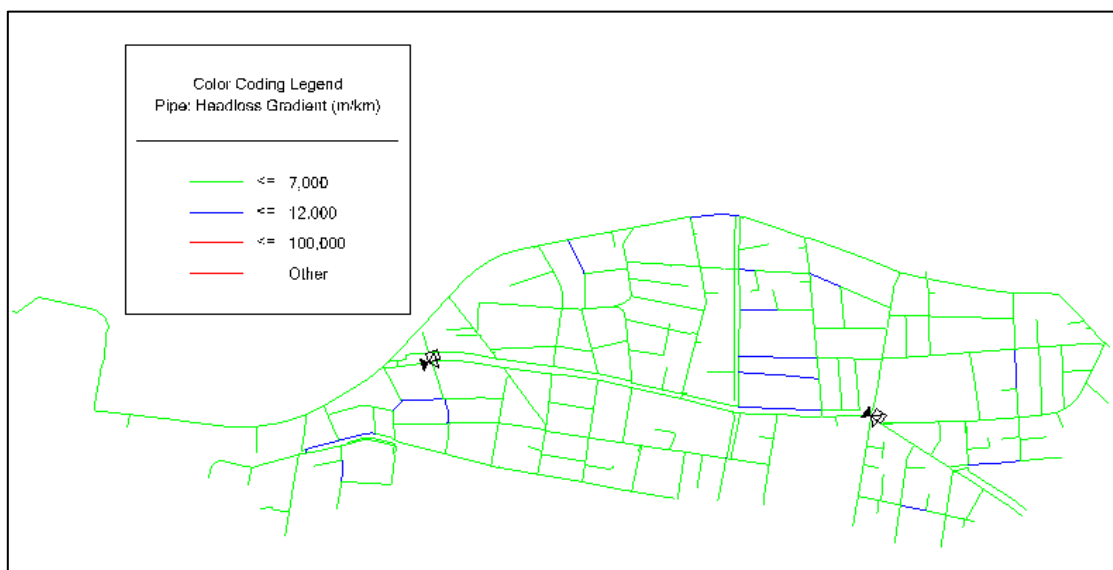 Color Coding Legend
Pipe: Headloss Gradient (m/km)
<= 7,000
<= 12,000
<= 100,000
Other